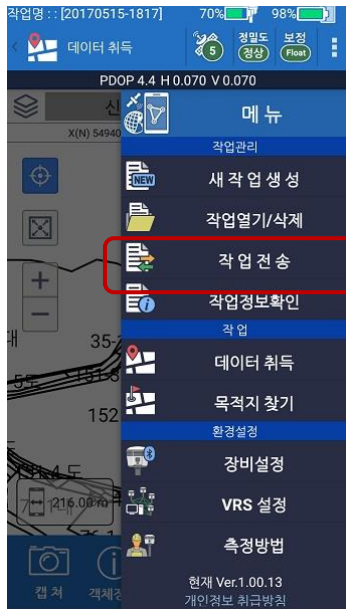 작업명 : : [20170515-1817] 70% 98%
데이터 취득 5 정밀도 정상 보정 Float
PDOP 4.4 H 0.070 V 0.070
신
메 뉴
X(N) 54940
작업관리
NEW 새 작 업 생 성
작업열기/삭제
작 업 전 송
작업정보확인
작 업
35-
데이터 취득
152
목적지 찾기
환경설정
장비설정
216.00 m
VRS 설정
측정방법
캡 쳐
현재 Ver.1.00.13
개인정보 취급방침